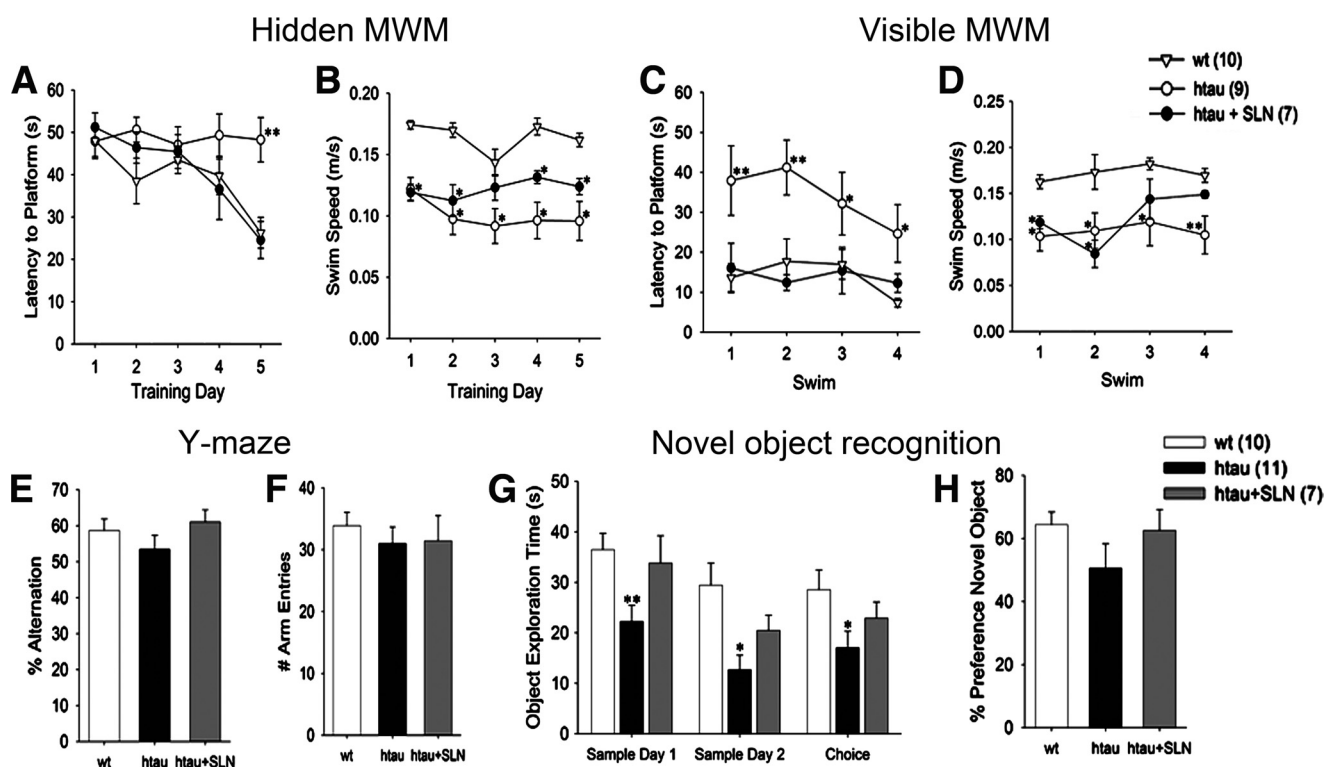 Hidden MWM
Visible MWM
wt (10)
htau (9)
htau + SLN (7)
A
Latency to Platform (s)
60
50
40
30
20
10
0
**
1 2 3 4 5
Training Day
B
Swim Speed (m/s)
0.20
0.15
0.10
0.05
0.00
* * * *
* * * *
1 2 3 4 5
Training Day
C
Latency to Platform (s)
60
50
40
30
20
10
0
** ** * *
1 2 3 4
Swim
D
Swim Speed (m/s)
0.25
0.20
0.15
0.10
0.05
0.00
* * * **
* *
1 2 3 4
Swim
Y-maze
Novel object recognition
wt (10)
htau (11)
htau+SLN (7)
E
% Alternation
70
60
50
40
30
20
10
0
wt htau htau+SLN
F
# Arm Entries
40
30
20
10
0
wt htau htau+SLN
G
Object Exploration Time (s)
50
40
30
20
10
0
** * *
Sample Day 1 Sample Day 2 Choice
H
% Preference Novel Object
80
60
40
20
0
wt htau htau+SLN